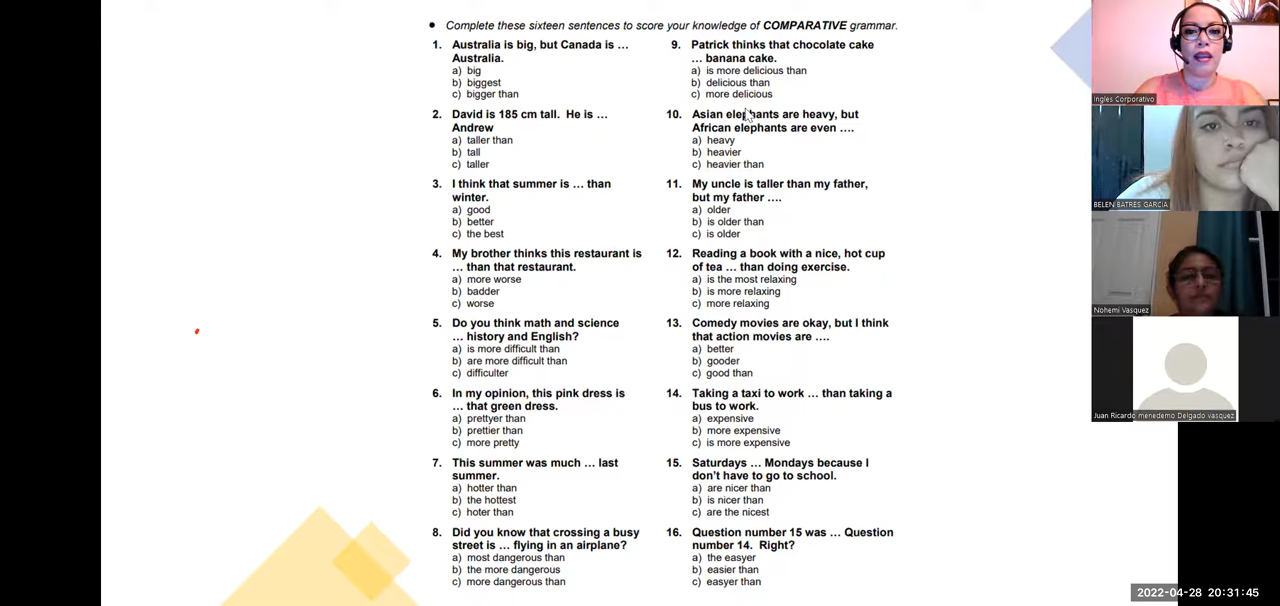 • Complete these sixteen sentences to score your knowledge of COMPARATIVE grammar.
1. Australia is big, but Canada is …
Australia.
a) big
b) biggest
c) bigger than
2. David is 185 cm tall. He is …
Andrew
a) taller than
b) tall
c) taller
3. I think that summer is … than
winter.
a) good
b) better
c) the best
4. My brother thinks this restaurant is
… than that restaurant.
a) more worse
b) badder
c) worse
5. Do you think math and science
… history and English?
a) is more difficult than
b) are more difficult than
c) difficulter
6. In my opinion, this pink dress is
… that green dress.
a) prettyer than
b) prettier than
c) more pretty
7. This summer was much … last
summer.
a) hotter than
b) the hottest
c) hoter than
8. Did you know that crossing a busy
street is … flying in an airplane?
a) most dangerous than
b) the more dangerous
c) more dangerous than
9. Patrick thinks that chocolate cake
… banana cake.
a) is more delicious than
b) delicious than
c) more delicious
10. Asian elephants are heavy, but
African elephants are even ….
a) heavy
b) heavier
c) heavier than
11. My uncle is taller than my father,
but my father ….
a) older
b) is older than
c) is older
12. Reading a book with a nice, hot cup
of tea … than doing exercise.
a) is the most relaxing
b) is more relaxing
c) more relaxing
13. Comedy movies are okay, but I think
that action movies are ….
a) better
b) gooder
c) good than
14. Taking a taxi to work … than taking a
bus to work.
a) expensive
b) more expensive
c) is more expensive
15. Saturdays … Mondays because I
don't have to go to school.
a) are nicer than
b) is nicer than
c) are the nicest
16. Question number 15 was … Question
number 14. Right?
a) the easyer
b) easier than
c) easyer than
Ingles Corporativo
BELEN BATRES GARCIA
Nohemi Vasquez
Juan Ricardo menedemo Delgado vasquez
2022-04-28 20:31:45